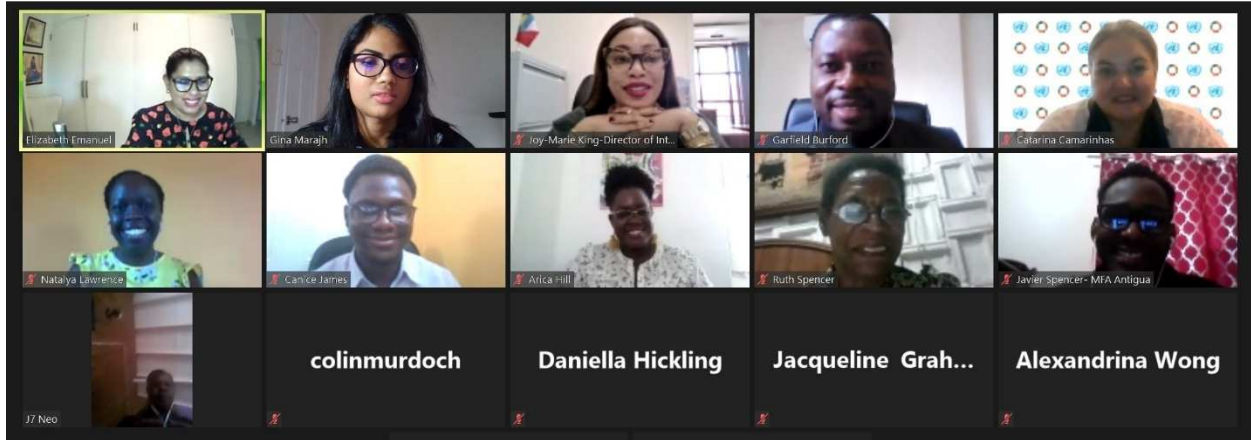 Elizabeth Emanuel
Gina Marajh
Joy-Marie King-Director of Int...
Garfield Burford
Catarina Camarinhas
Nataiya Lawrence
Canice James
Arica Hill
Ruth Spencer
Javier Spencer- MFA Antigua
J7 Neo
colinmurdoch
Daniella Hickling
Jacqueline Grah...
Alexandrina Wong